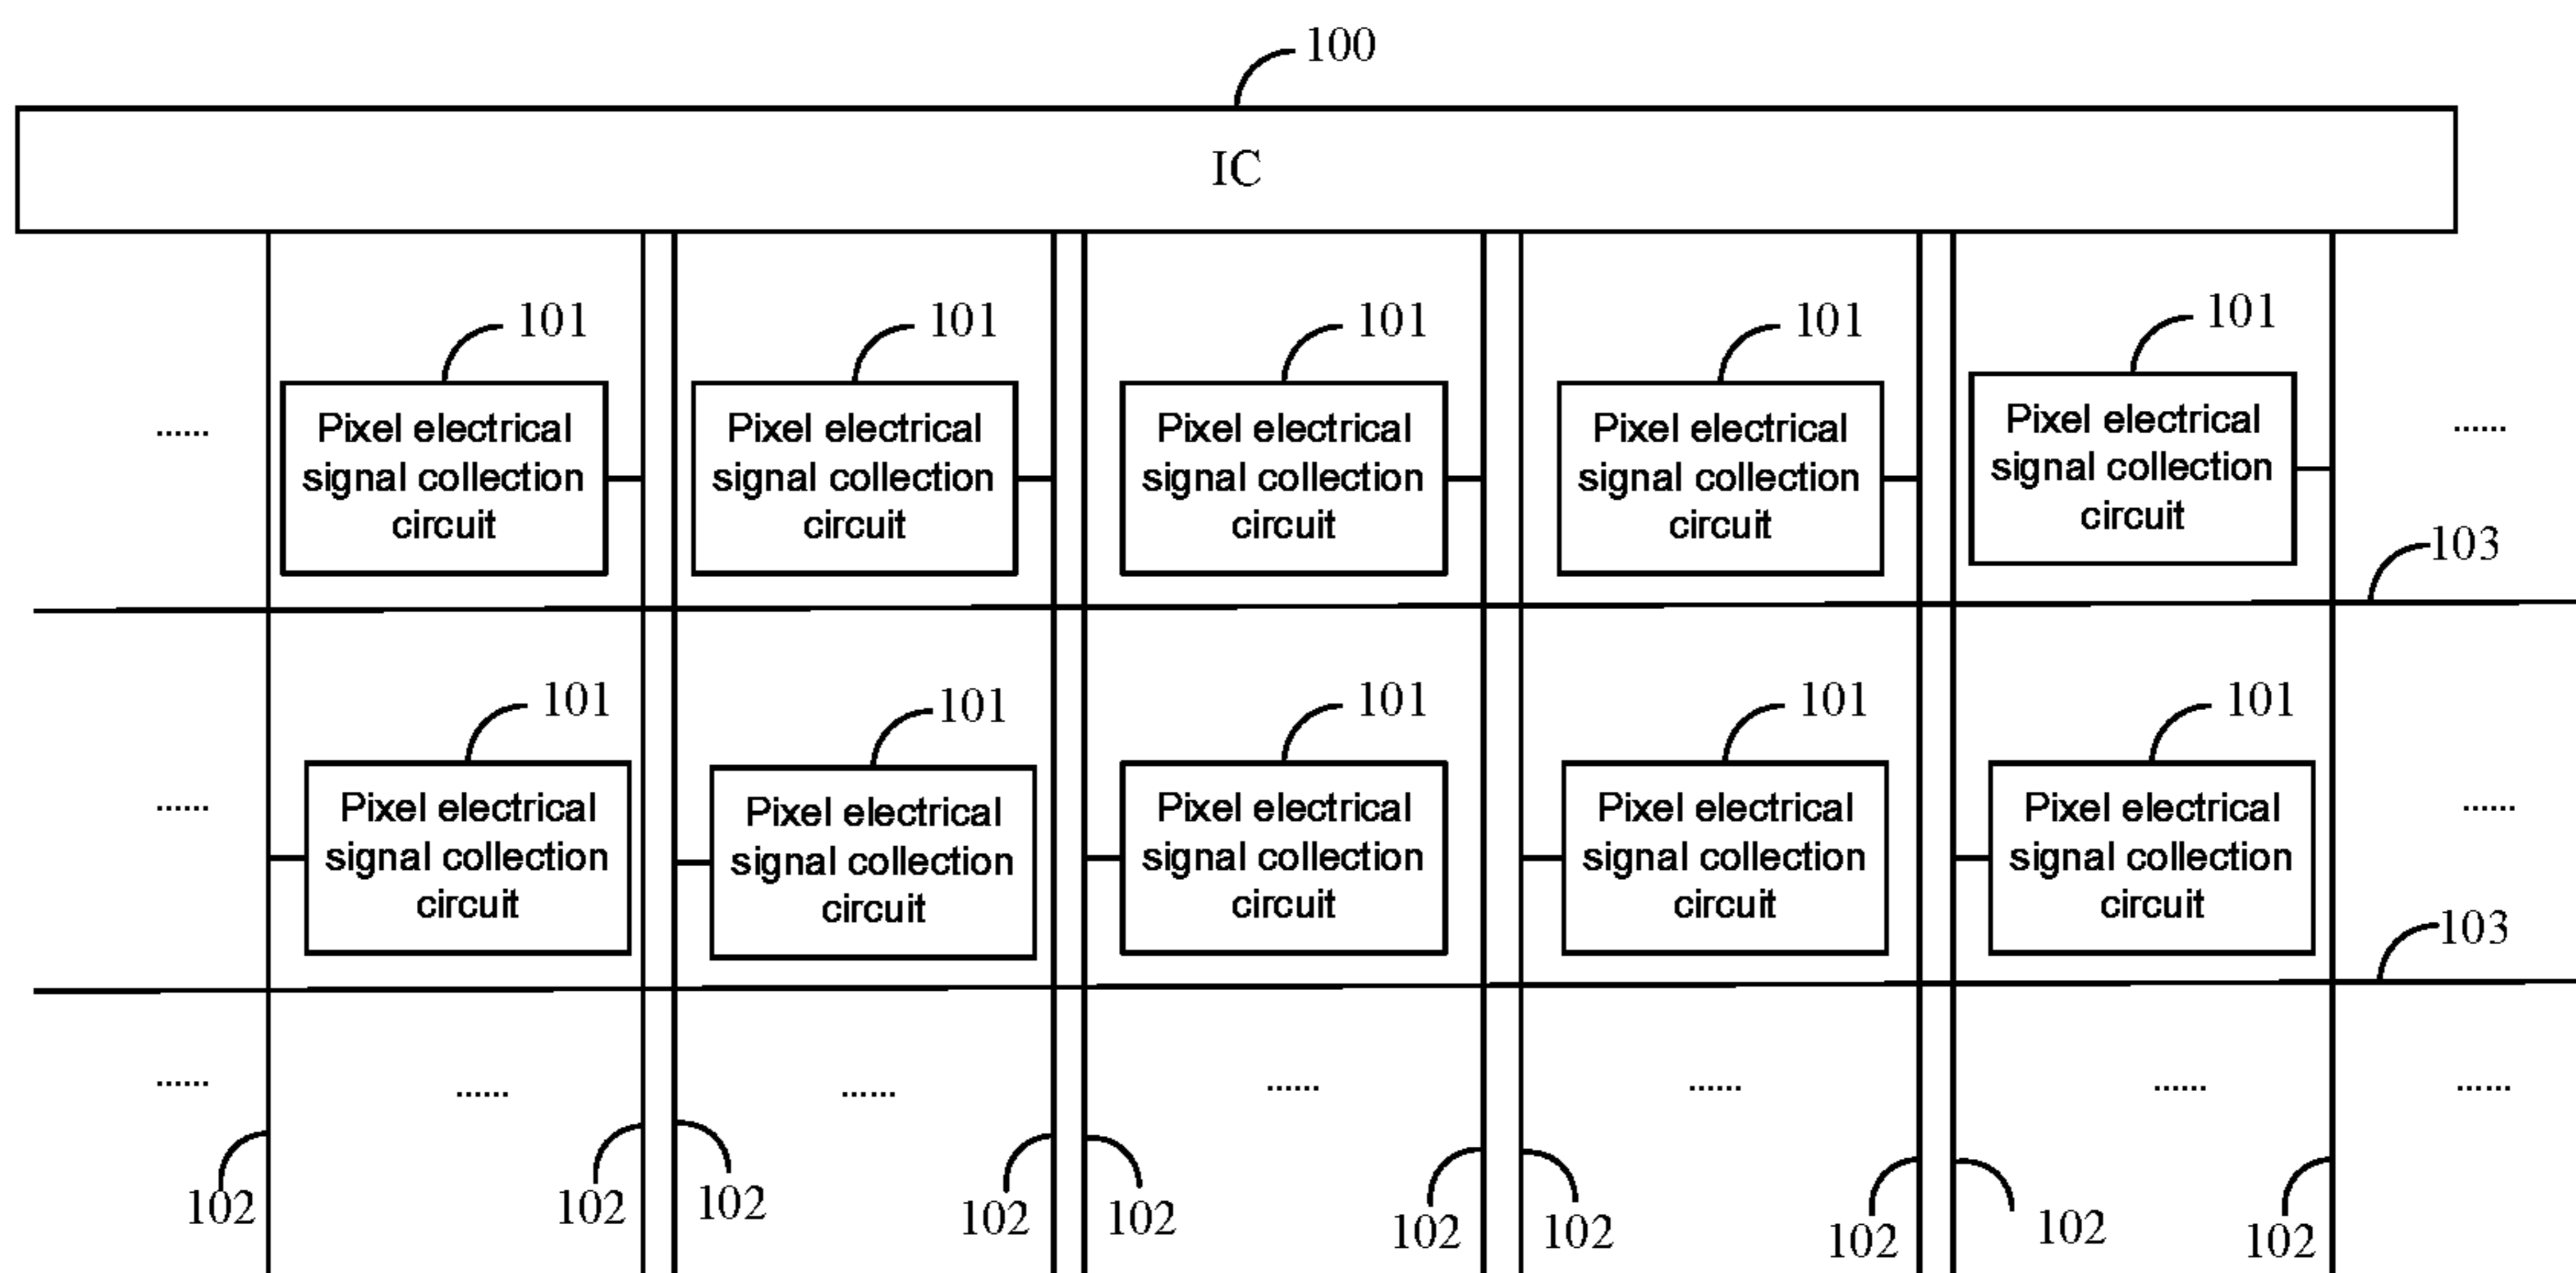 100
IC
101 101 101 101 101
Pixel electrical Pixel electrical Pixel electrical Pixel electrical Pixel electrical
...... signal collection signal collection signal collection signal collection signal collection ......
circuit circuit circuit circuit circuit
103
101 101 101 101 101
Pixel electrical Pixel electrical Pixel electrical Pixel electrical Pixel electrical
...... signal collection signal collection signal collection signal collection signal collection ......
circuit circuit circuit circuit circuit
103
...... ...... ...... ...... ...... ...... ......
102 102 102 102 102 102 102 102 102 102